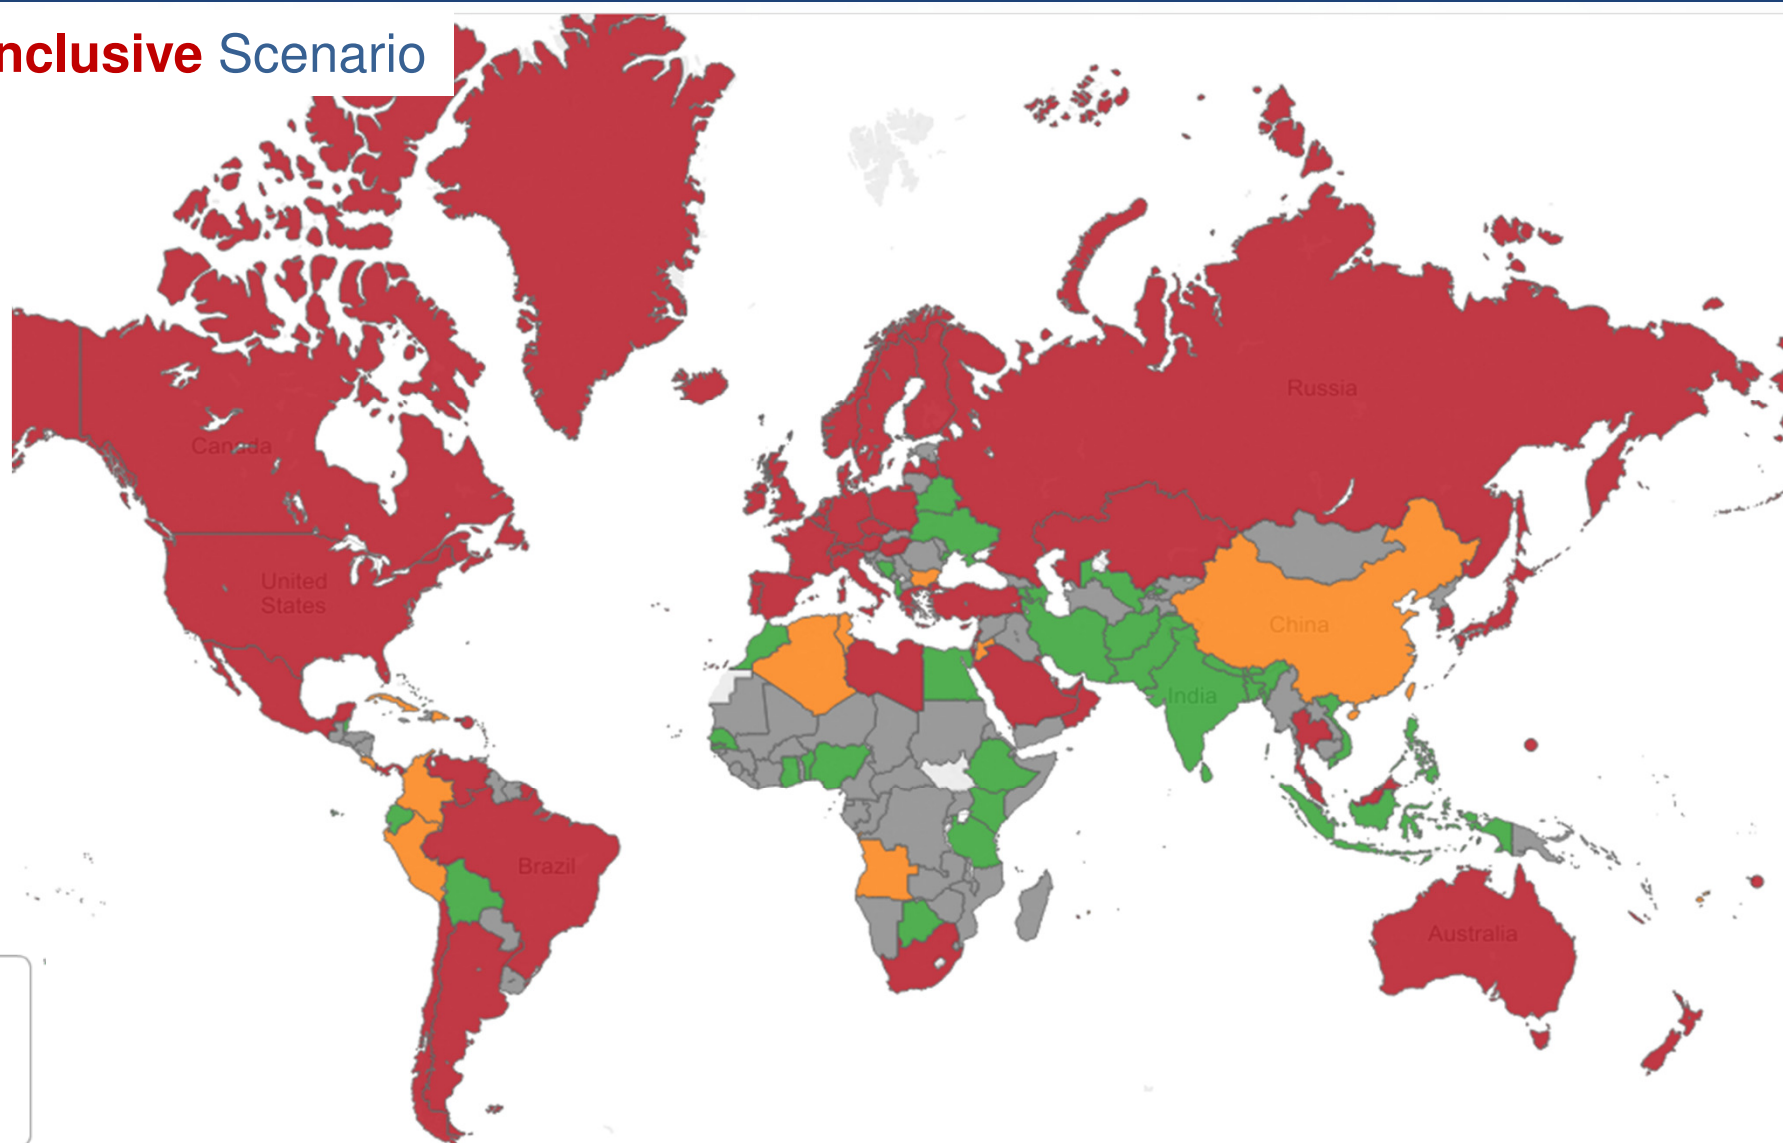 nclusive Scenario
Russia
Canada
United
States
China
India
Brazil
Australia